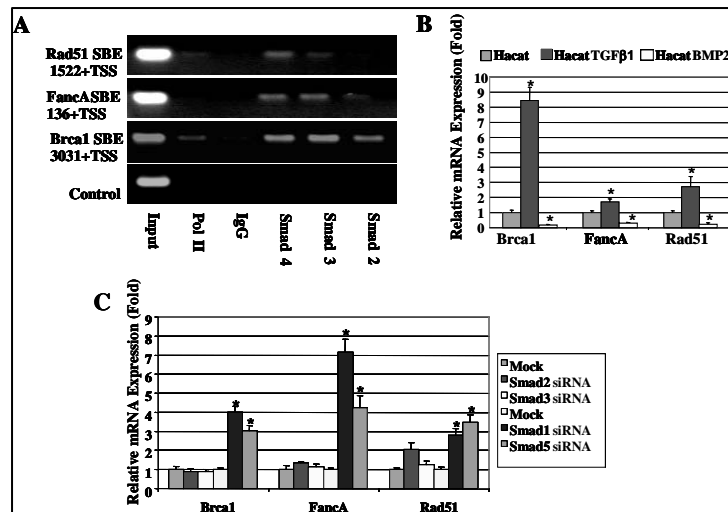 A
Rad51 SBE
1522+TSS
FancASBE
136+TSS
Brca1 SBE
3031+TSS
Control
Input
Pol II
IgG
Smad 4
Smad 3
Smad 2
B
Hacat
Hacat TGFβ1
Hacat BMP2
Relative mRNA Expression (Fold)
10
9
8
7
6
5
4
3
2
1
0
*
*
*
*
*
*
Brca1
FancA
Rad51
C
Relative mRNA Expression (Fold)
9
8
7
6
5
4
3
2
1
0
*
*
*
*
*
*
Brca1
FancA
Rad51
Mock
Smad2 siRNA
Smad3 siRNA
Mock
Smad1 siRNA
Smad5 siRNA